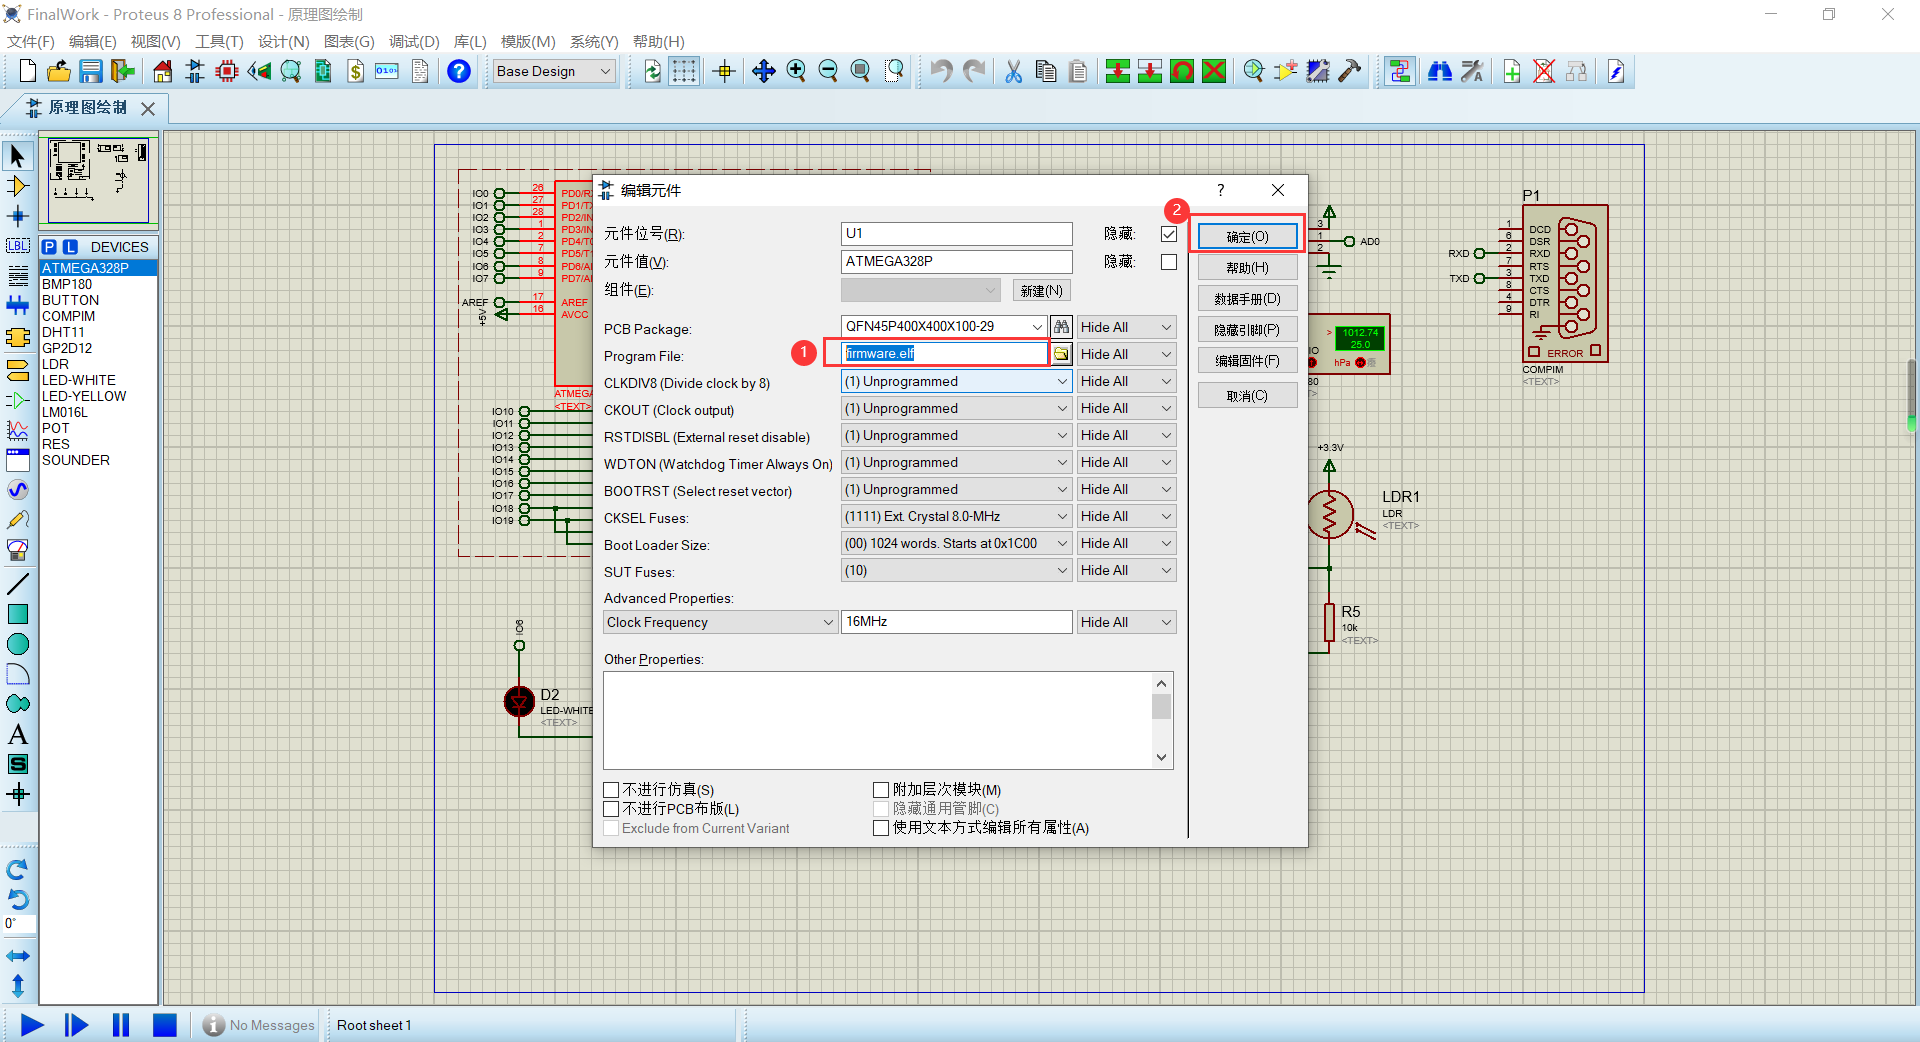 FinalWork - Proteus 8 Professional - 原理图绘制
文件(F) 编辑(E) 视图(V) 工具(T) 设计(N) 图表(G) 调试(D) 库(L) 模版(M) 系统(Y) 帮助(H)
Base Design
原理图绘制
P L DEVICES
ATMEGA328P
BMP180
BUTTON
COMPIM
DHT11
GP2D12
LDR
LED-WHITE
LED-YELLOW
LM016L
POT
RES
SOUNDER
LBL
A
S
0°
IO0 26 PD0/R
IO1 27 PD1/T
IO2 28 PD2/IN
IO3 1 PD3/IN
IO4 2 PD4/T
IO5 7 PD5/T
IO6 8 PD6/A
IO7 9 PD7/A
AREF 17 AREF
+5V 16 AVCC
ATMEGA
<TEXT>
IO10
IO11
IO12
IO13
IO14
IO15
IO16
IO17
IO18
IO19
D2
LED-WHITE
<TEXT>
编辑元件
?
元件位号(R): U1 隐藏:
元件值(V): ATMEGA328P 隐藏:
组件(E): 新建(N)
PCB Package: QFN45P400X400X100-29 Hide All
1
Program File: firmware.elf Hide All
CLKDIV8 (Divide clock by 8) (1) Unprogrammed Hide All
CKOUT (Clock output) (1) Unprogrammed Hide All
RSTDISBL (External reset disable) (1) Unprogrammed Hide All
WDTON (Watchdog Timer Always On) (1) Unprogrammed Hide All
BOOTRST (Select reset vector) (1) Unprogrammed Hide All
CKSEL Fuses: (1111) Ext. Crystal 8.0-MHz Hide All
Boot Loader Size: (00) 1024 words. Starts at 0x1C00 Hide All
SUT Fuses: (10) Hide All
Advanced Properties:
Clock Frequency 16MHz Hide All
Other Properties:
不进行仿真(S) 附加层次模块(M)
不进行PCB布版(L) 隐藏通用管脚(C)
Exclude from Current Variant 使用文本方式编辑所有属性(A)
2
确定(O)
帮助(H)
数据手册(D)
隐藏引脚(P)
编辑固件(F)
取消(C)
3
1 AD0
2
1012.74
25.0
hPa
+3.3V
LDR1
LDR
<TEXT>
R5
10k
<TEXT>
P1
1 DCD
6 DSR
RXD 2 RXD
7 RTS
TXD 3 TXD
8 CTS
4 DTR
9 RI
ERROR
COMPIM
<TEXT>
No Messages
Root sheet 1